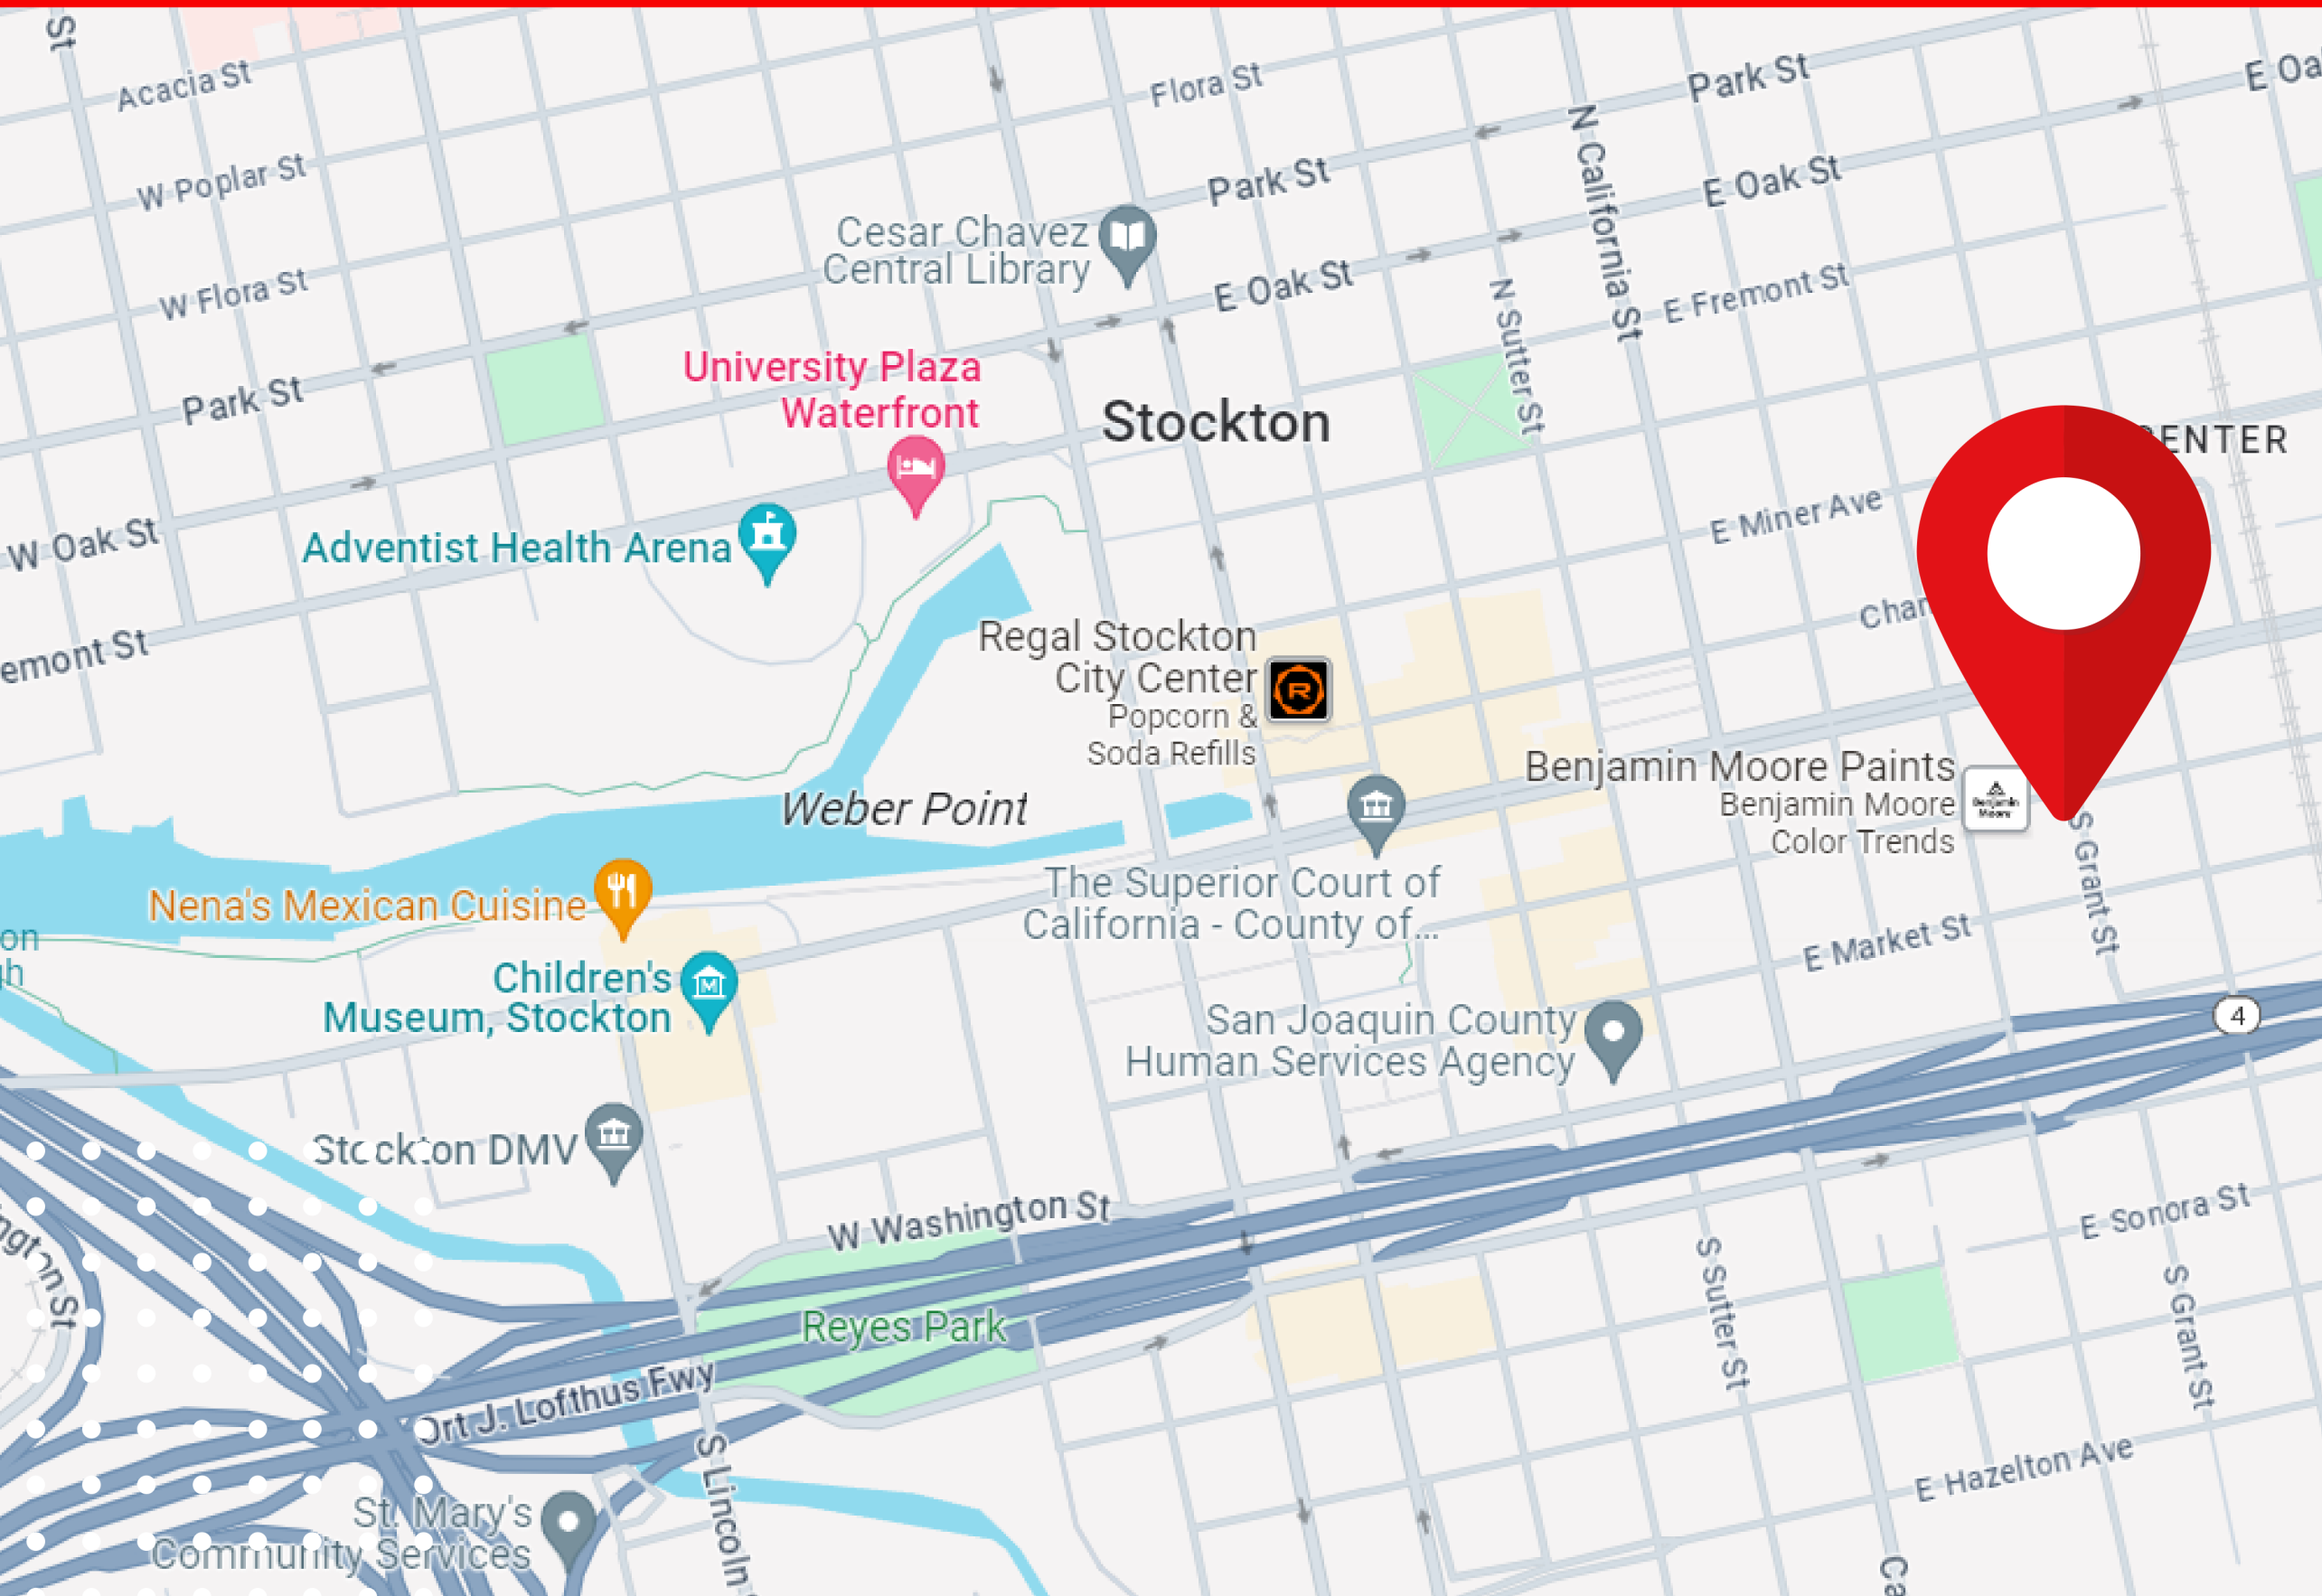 St
Acacia St
W Poplar St
W Flora St
Park St
W Oak St
Flora St
Park St
Park St
N California St
E Oak St
E Oak St
E Fremont St
N Sutter St
Cesar Chavez
Central Library
University Plaza
Waterfront
Stockton
Adventist Health Arena
E Miner Ave
Regal Stockton
City Center
Popcorn &
Soda Refills
R
Weber Point
Benjamin Moore Paints
Benjamin Moore
Color Trends
Benjamin
Moore
S Grant St
Nena's Mexican Cuisine
The Superior Court of
California - County of...
E Market St
Children's
Museum, Stockton
M
San Joaquin County
Human Services Agency
4
Stockton DMV
W Washington St
E Sonora St
Reyes Park
S Sutter St
S Grant St
Ort J. Lofthus Fwy
S Lincoln
E Hazelton Ave
St. Mary's
Community Services